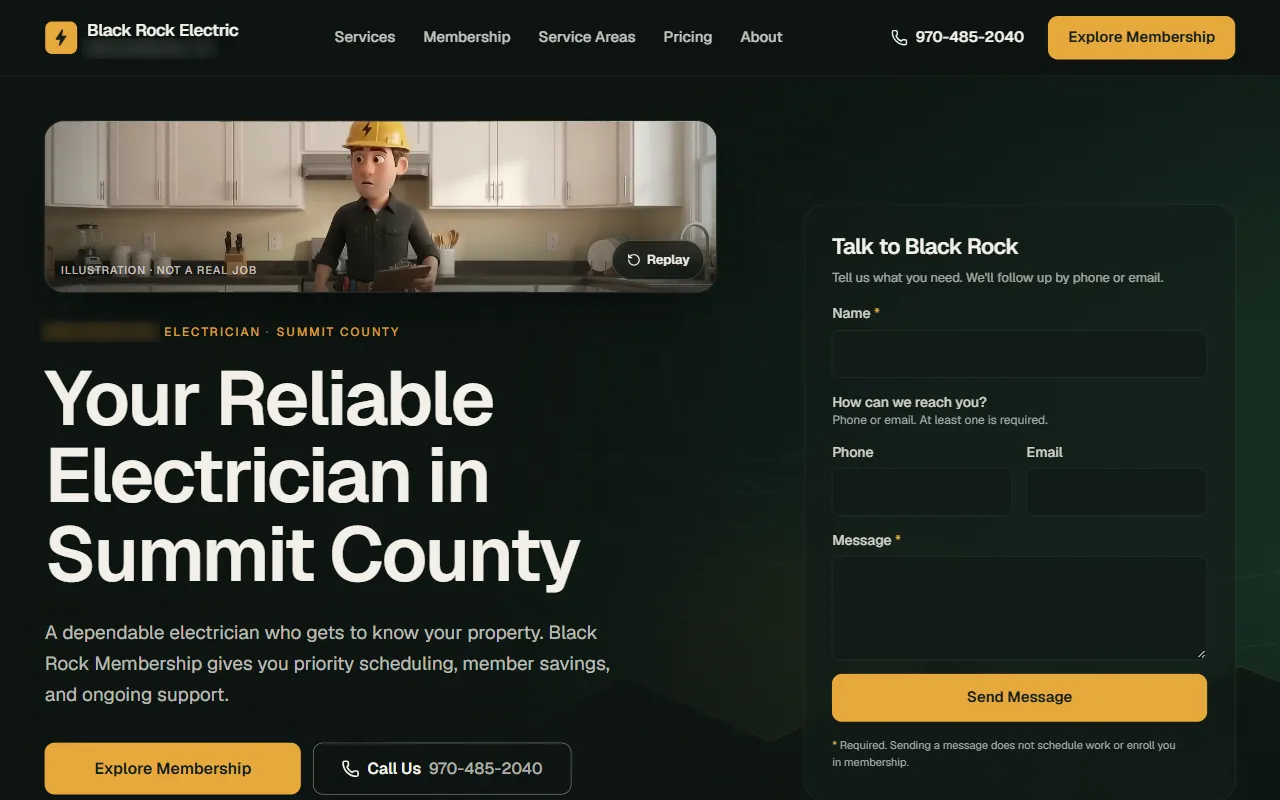 Black Rock Electric
Services
Membership
Service Areas
Pricing
About
970-485-2040
Explore Membership
ILLUSTRATION · NOT A REAL JOB
Replay
ELECTRICIAN · SUMMIT COUNTY
Your Reliable
Electrician in
Summit County
A dependable electrician who gets to know your property. Black
Rock Membership gives you priority scheduling, member savings,
and ongoing support.
Explore Membership
Call Us 970-485-2040
Talk to Black Rock
Tell us what you need. We'll follow up by phone or email.
Name *
How can we reach you?
Phone or email. At least one is required.
Phone
Email
Message *
Send Message
* Required. Sending a message does not schedule work or enroll you
in membership.